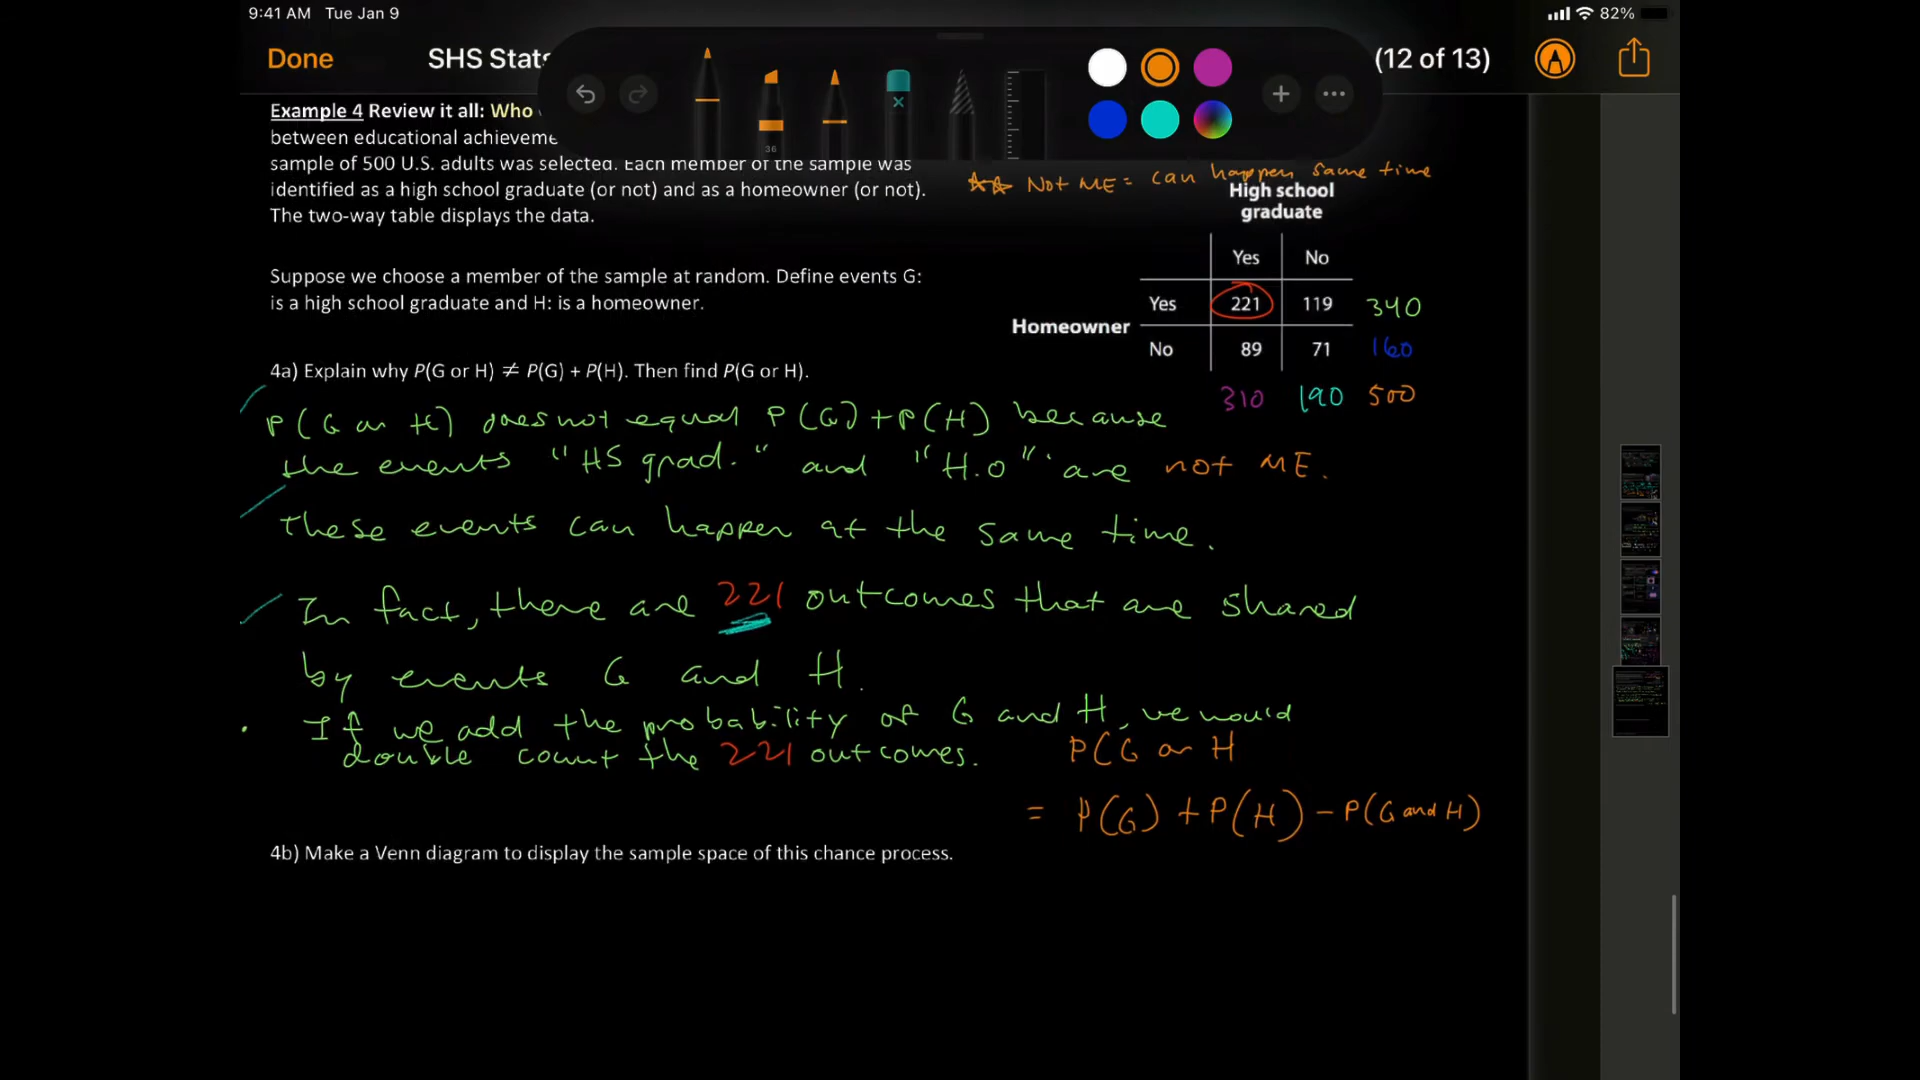 9:41 AM Tue Jan 9
82%
Done
SHS Stats
(12 of 13)
36
Example 4 Review it all: Who
between educational achieveme
sample of 500 U.S. adults was selected. Each member of the sample was
identified as a high school graduate (or not) and as a homeowner (or not).
The two-way table displays the data.
Not ME = can happen same time
High school
graduate
Yes No
Suppose we choose a member of the sample at random. Define events G:
is a high school graduate and H: is a homeowner.
Yes 221 119 340
Homeowner
No 89 71 160
310 190 500
4a) Explain why P(G or H) ≠ P(G) + P(H). Then find P(G or H).
P(G or H) does not equal P(G)+P(H) because
the events "HS grad." and "H.O". are not ME.
These events can happen at the same time.
In fact, there are 221 outcomes that are shared
by events G and H.
If we add the probability of G and H, we would
double count the 221 outcomes.
P(G or H
= P(G) + P(H) - P(G and H)
4b) Make a Venn diagram to display the sample space of this chance process.